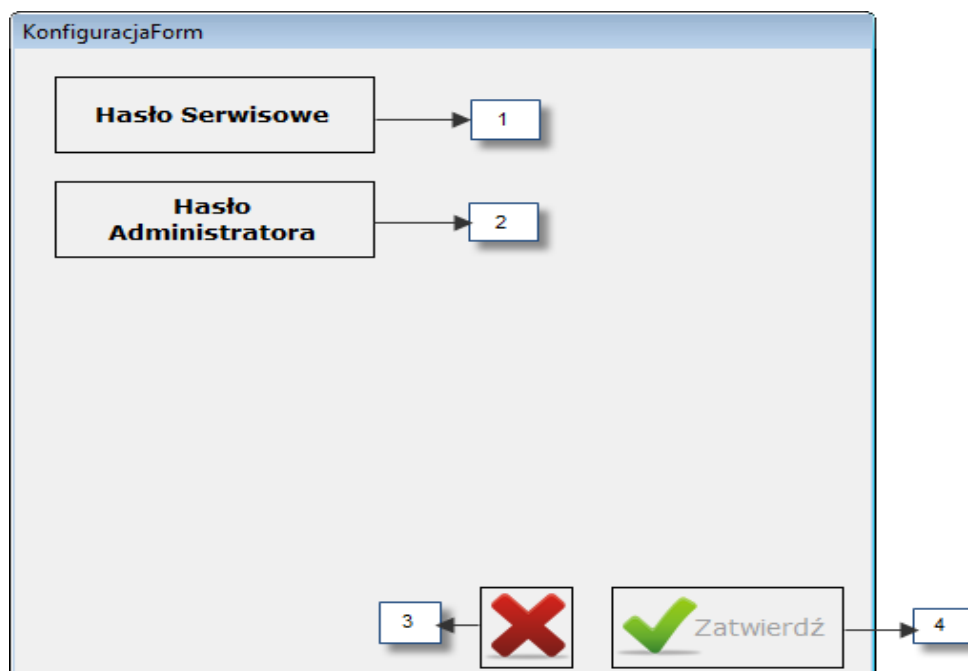 KonfiguracjaForm
Hasło Serwisowe
1
Hasło
Administratora
2
3
Zatwierdź
4